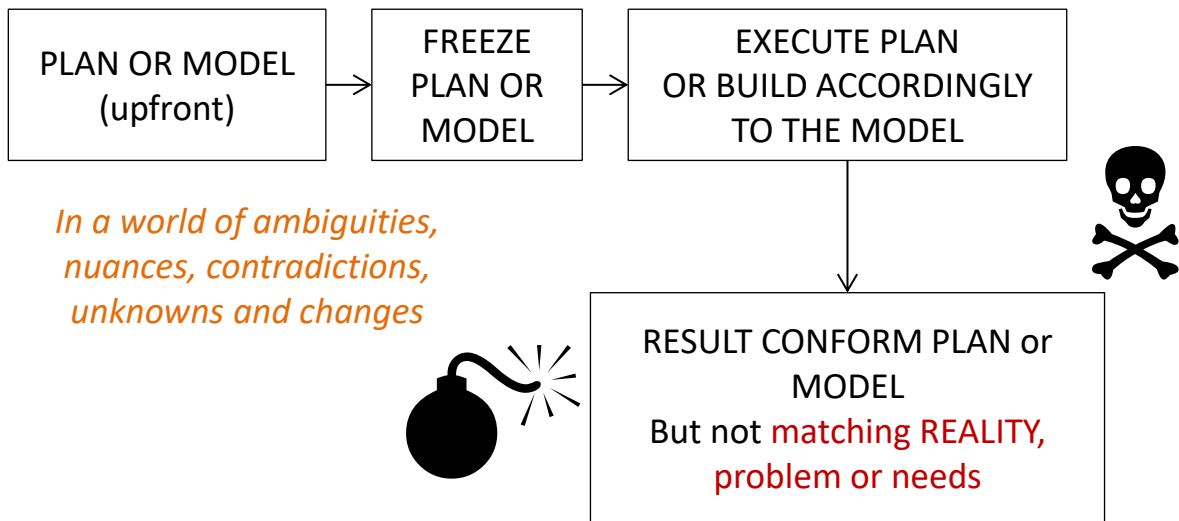 PLAN OR MODEL
(upfront)
FREEZE
PLAN OR
MODEL
EXECUTE PLAN
OR BUILD ACCORDINGLY
TO THE MODEL
In a world of ambiguities,
nuances, contradictions,
unknowns and changes
RESULT CONFORM PLAN or
MODEL
But not matching REALITY,
problem or needs